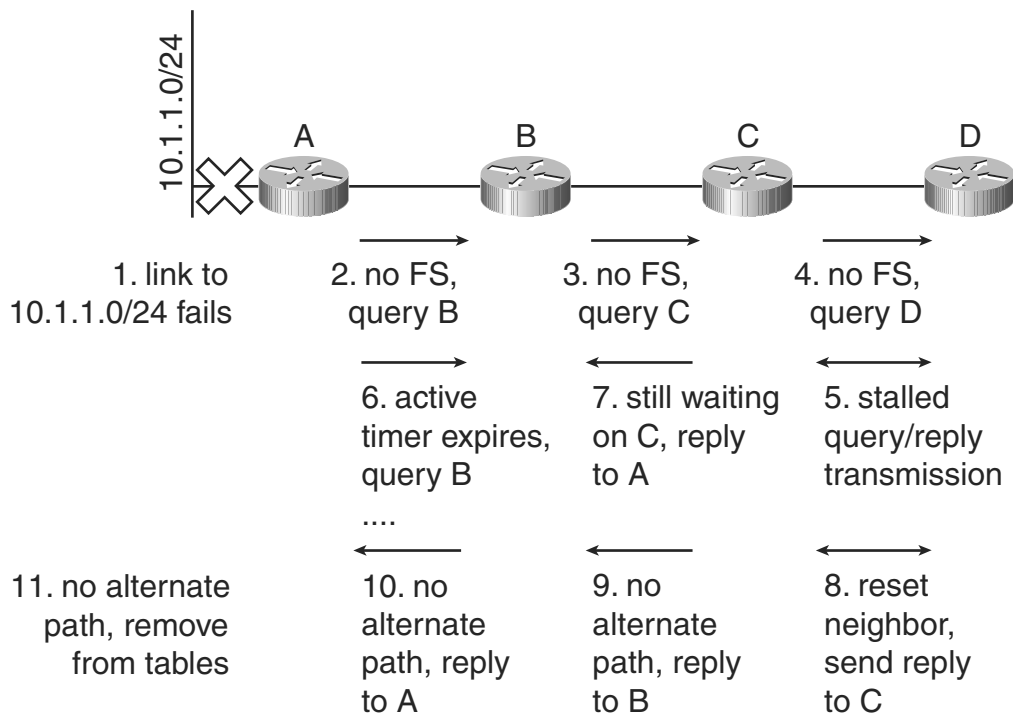 10.1.1.0/24
A
B
C
D
1. link to
10.1.1.0/24 fails
2. no FS,
query B
3. no FS,
query C
4. no FS,
query D
6. active
timer expires,
query B
....
7. still waiting
on C, reply
to A
5. stalled
query/reply
transmission
11. no alternate
path, remove
from tables
10. no
alternate
path, reply
to A
9. no
alternate
path, reply
to B
8. reset
neighbor,
send reply
to C